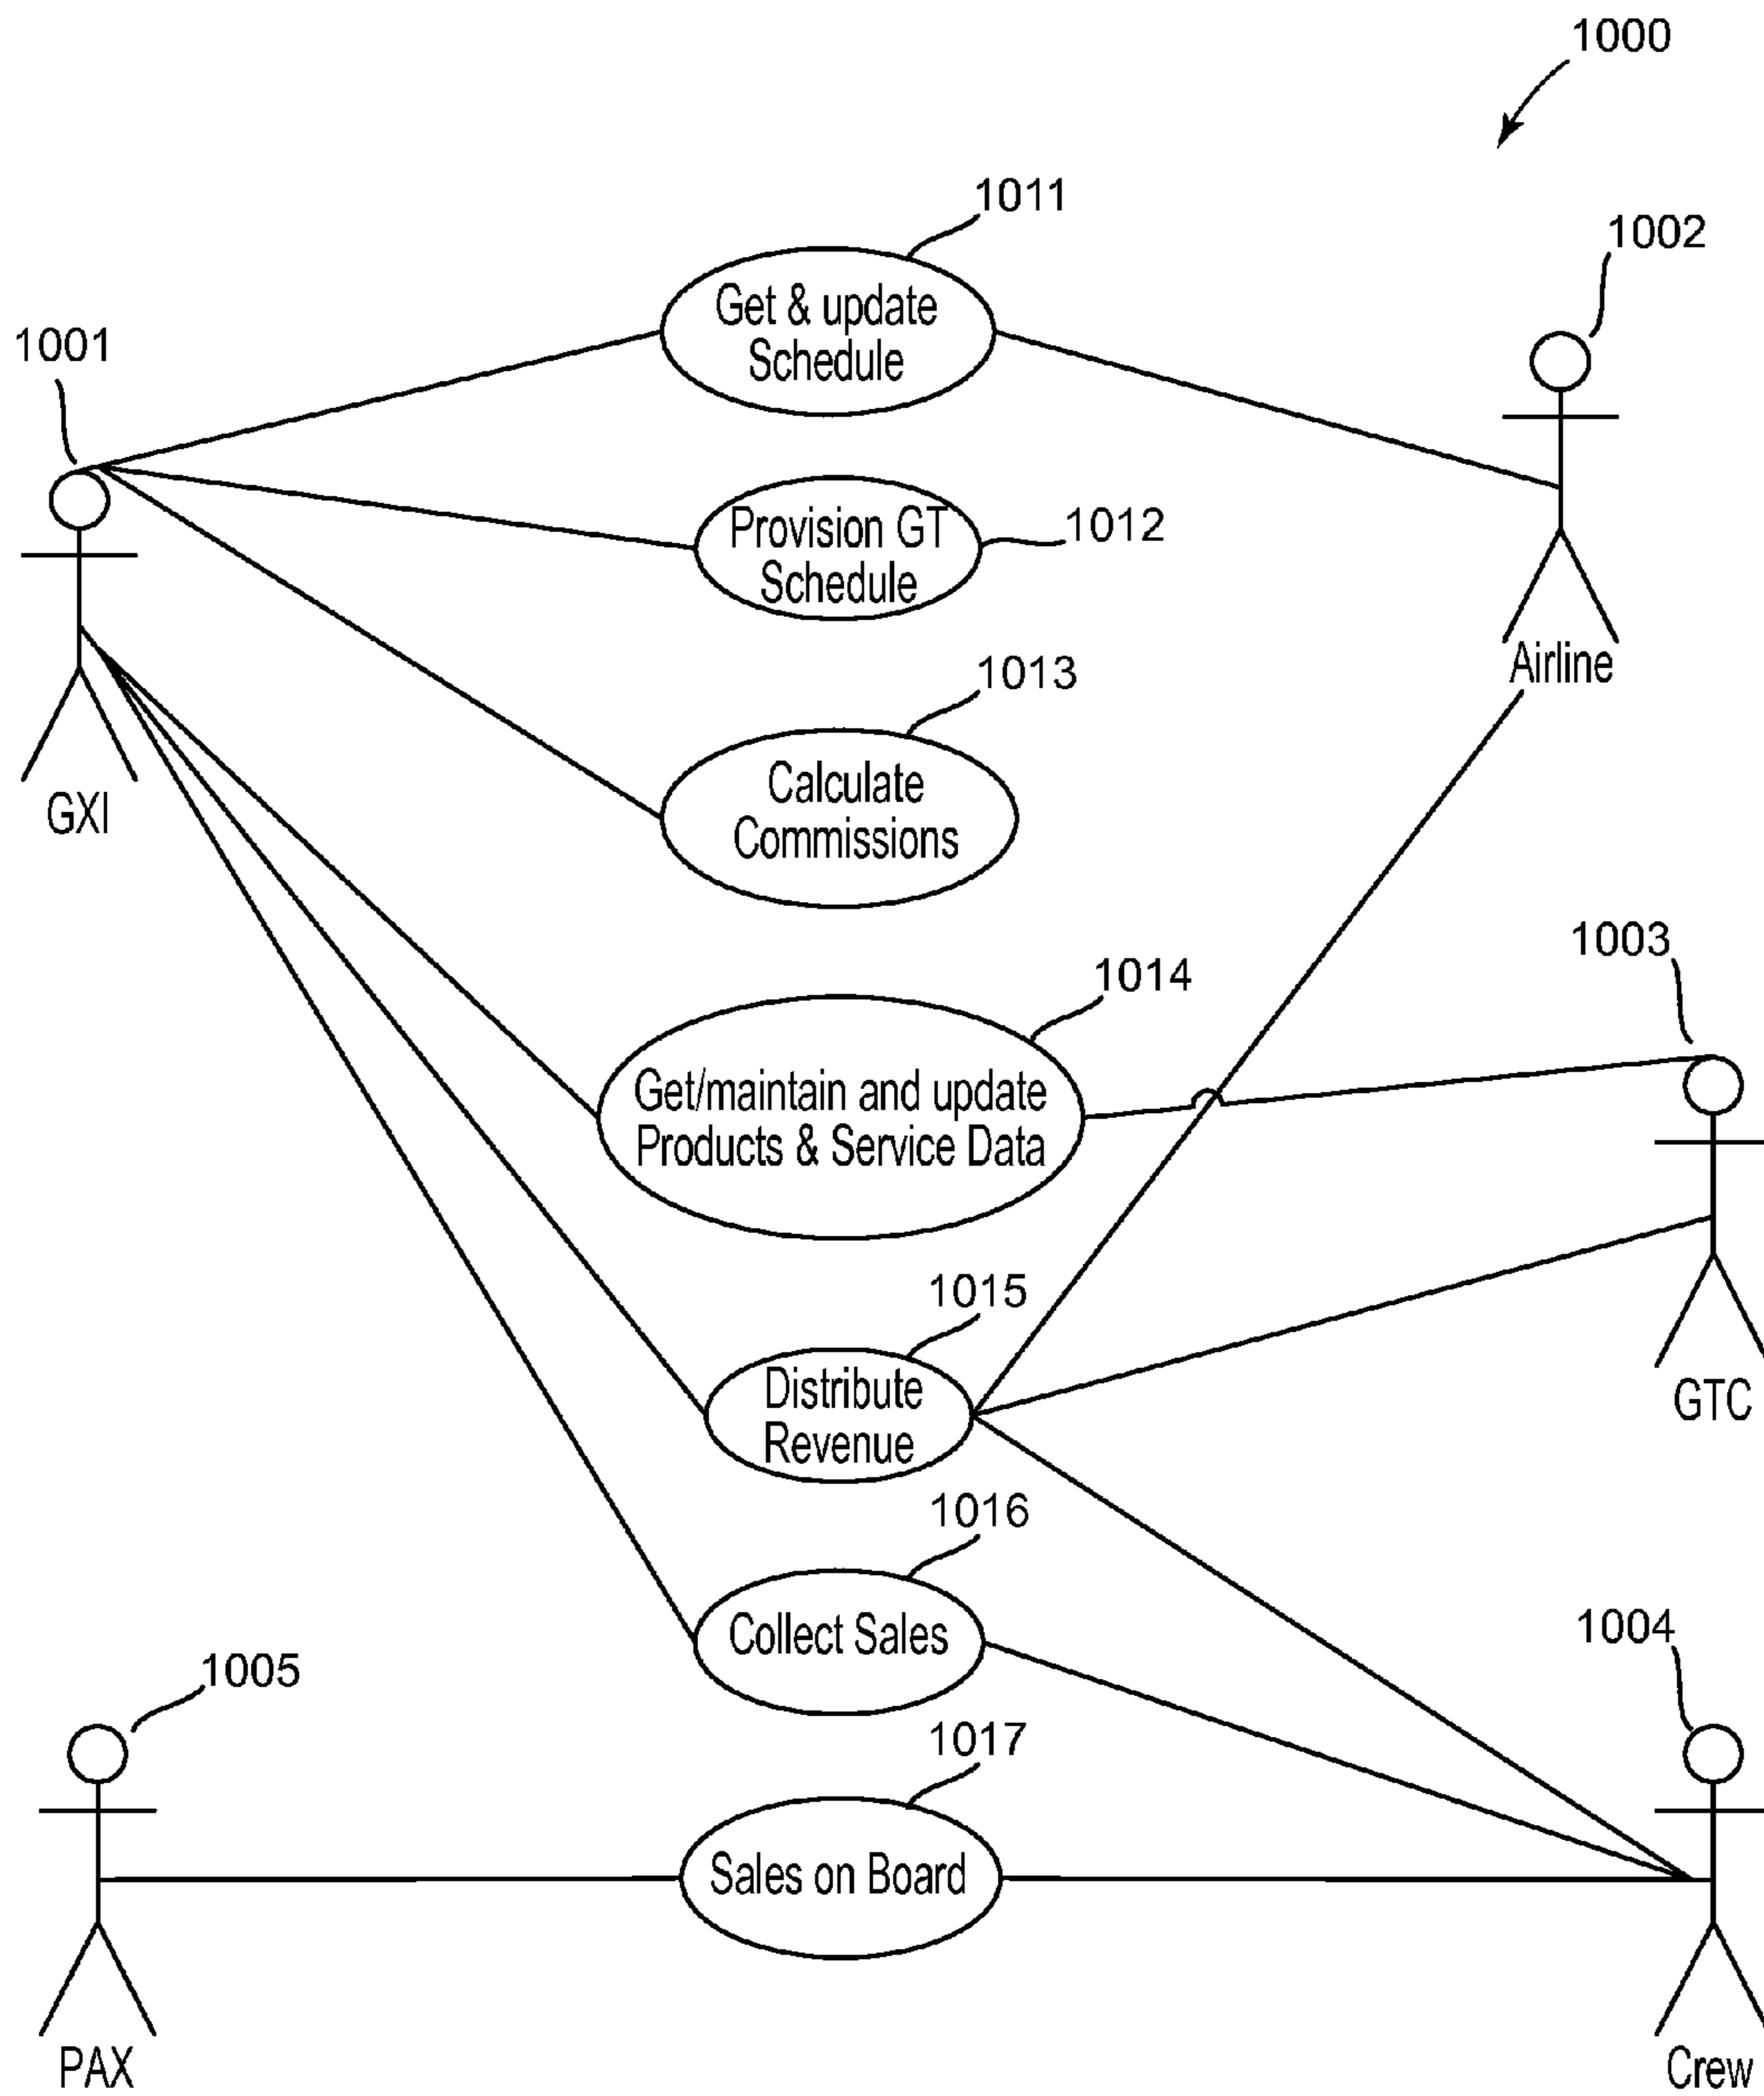 1000
1011
1002
Get & update
Schedule
1001
Provision GT
Schedule
1012
Airline
1013
GXI
Calculate
Commissions
1003
1014
Get/maintain and update
Products & Service Data
1015
Distribute
Revenue
GTC
1016
Collect Sales
1004
1005
1017
Sales on Board
PAX
Crew